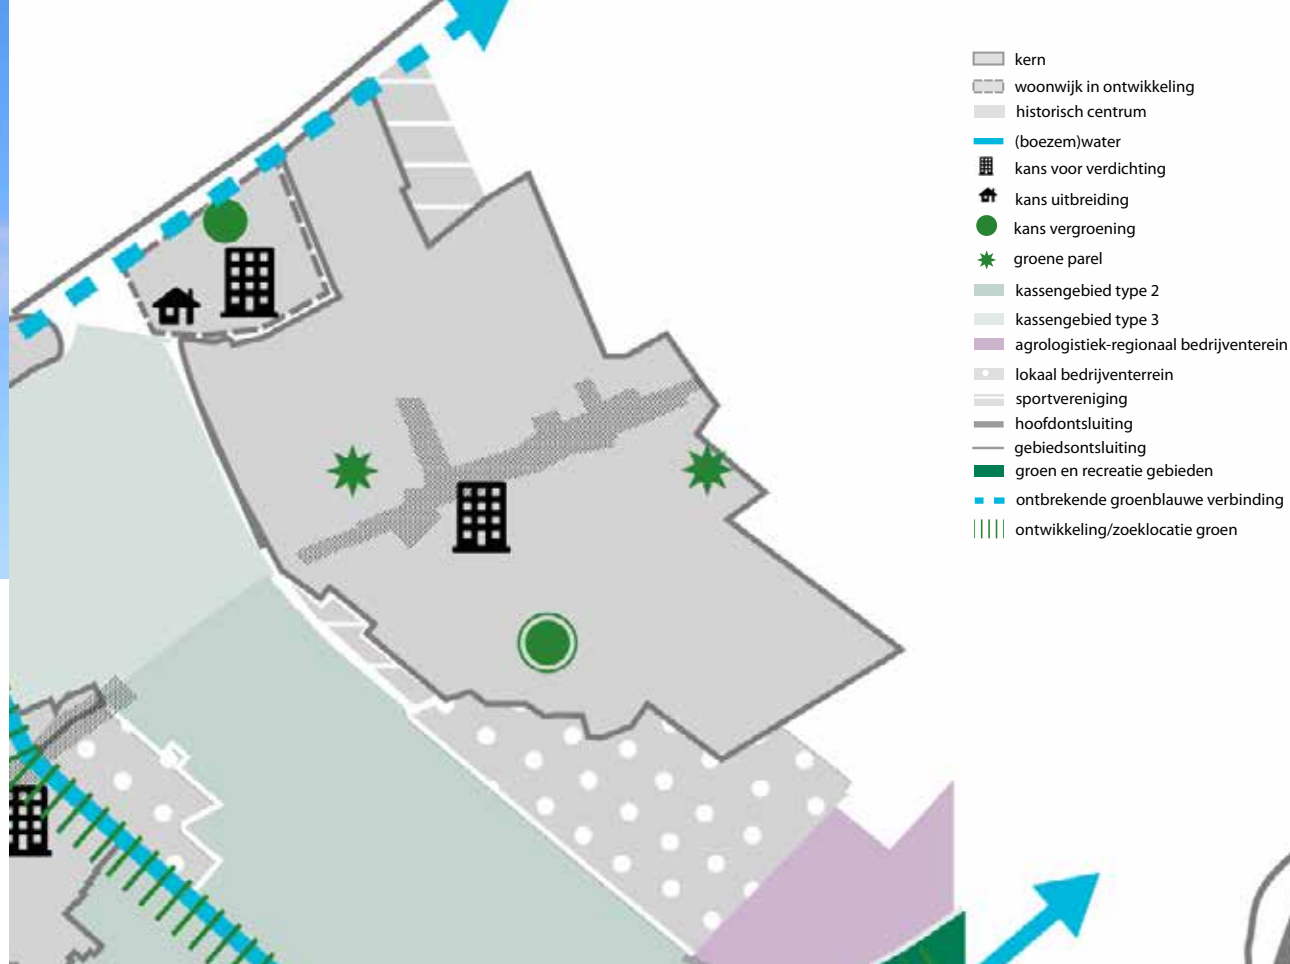 kern
woonwijk in ontwikkeling
historisch centrum
(boezem)water
kans voor verdichting
kans uitbreiding
kans vergroening
groene parel
kassengebied type 2
kassengebied type 3
agrologistiek-regionaal bedrijventerein
lokaal bedrijventerrein
sportvereniging
hoofdontsluiting
gebiedsontsluiting
groen en recreatie gebieden
ontbrekende groenblauwe verbinding
ontwikkeling/zoeklocatie groen